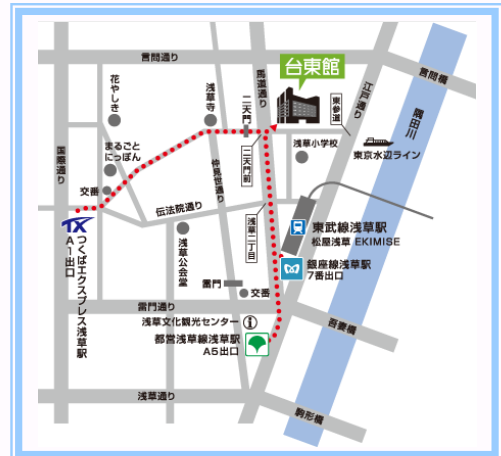 言問通り
馬道通り
台東館
江戸通り
言問橋
花やしき
浅草寺
二天門
東参道
隅田川
国際通り
まるごと
にっぽん
二天門前
浅草小学校
東京水辺ライン
仲見世通り
交番
伝法院通り
TX
A1出口
つくばエクスプレス浅草駅
浅草公会堂
浅草二丁目
東武線浅草駅
松屋浅草 EKIMISE
銀座線浅草駅
7番出口
雷門
交番
雷門通り
吾妻橋
浅草文化観光センター
都営浅草線浅草駅
A5出口
浅草通り
駒形橋